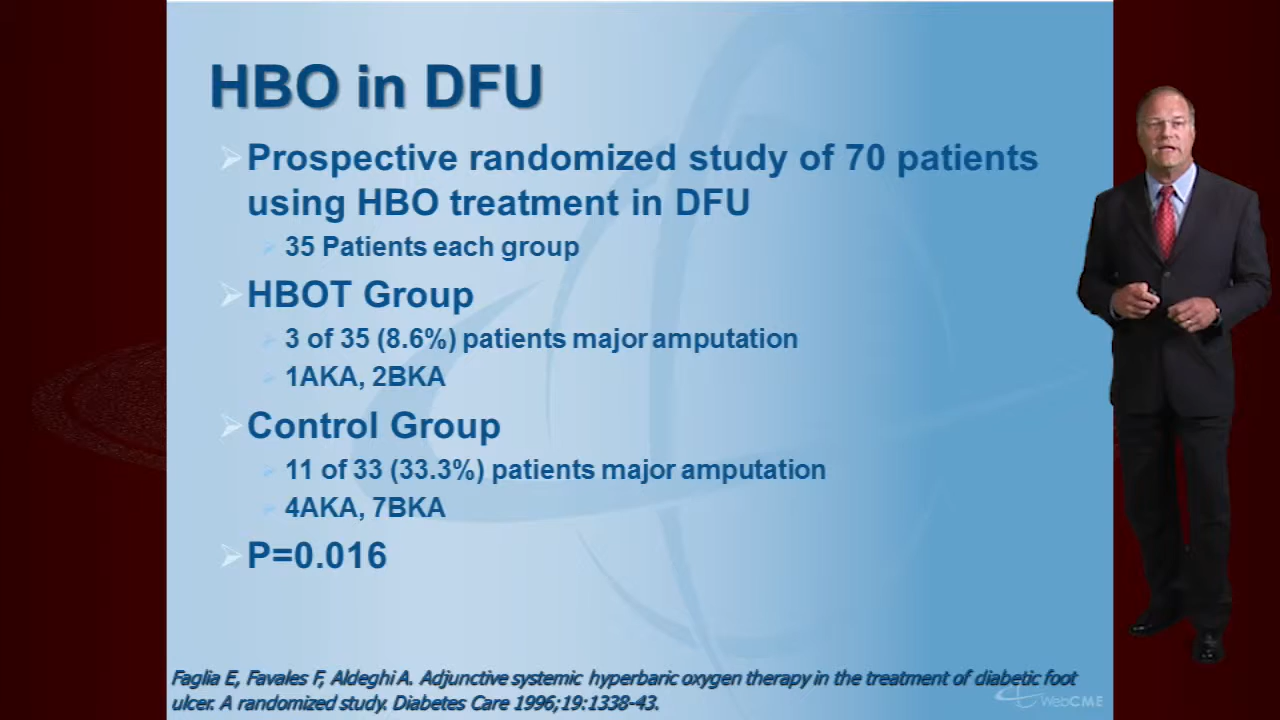 HBO in DFU
Prospective randomized study of 70 patients
using HBO treatment in DFU
35 Patients each group
HBOT Group
3 of 35 (8.6%) patients major amputation
1AKA, 2BKA
Control Group
11 of 33 (33.3%) patients major amputation
4AKA, 7BKA
P=0.016
Faglia E, Favales F, Aldeghi A. Adjunctive systemic hyperbaric oxygen therapy in the treatment of diabetic foot
ulcer. A randomized study. Diabetes Care 1996;19:1338-43.
WebCME